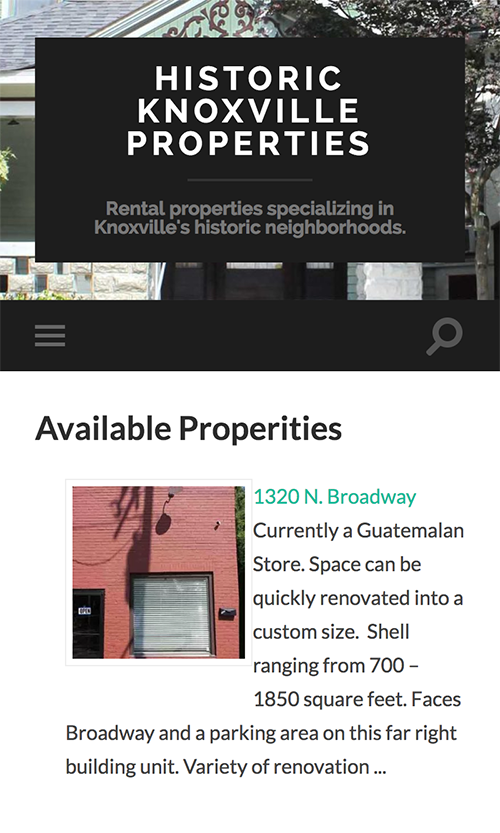 HISTORIC
KNOXVILLE
PROPERTIES
Rental properties specializing in
Knoxville's historic neighborhoods.
Available Properities
OPEN
1320 N. Broadway
Currently a Guatemalan
Store. Space can be
quickly renovated into a
custom size.  Shell
ranging from 700 –
1850 square feet. Faces
Broadway and a parking area on this far right
building unit. Variety of renovation ...